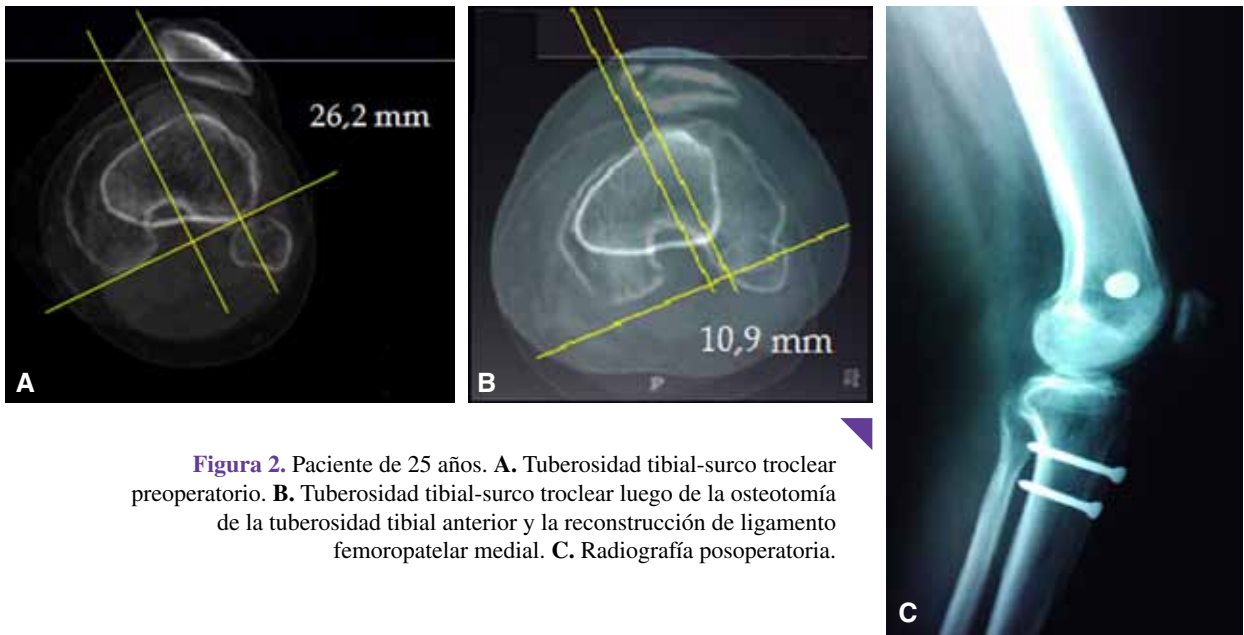 26,2 mm
A
10,9 mm
P
B
C
Figura 2. Paciente de 25 años. A. Tuberosidad tibial-surco troclear
preoperatorio. B. Tuberosidad tibial-surco troclear luego de la osteotomía
de la tuberosidad tibial anterior y la reconstrucción de ligamento
femoropatelar medial. C. Radiografía posoperatoria.